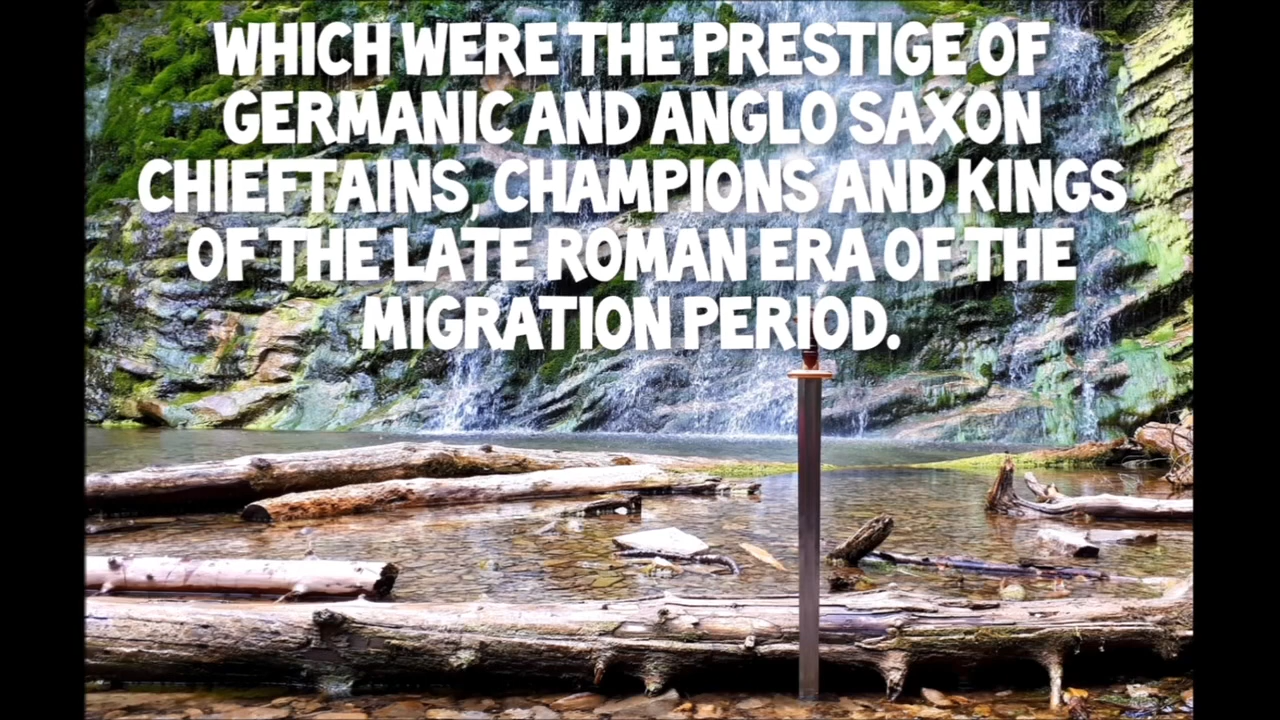 WHICH WERE THE PRESTIGE OF
GERMANIC AND ANGLO SAXON
CHIEFTAINS, CHAMPIONS AND KINGS
OF THE LATE ROMAN ERA OF THE
MIGRATION PERIOD.